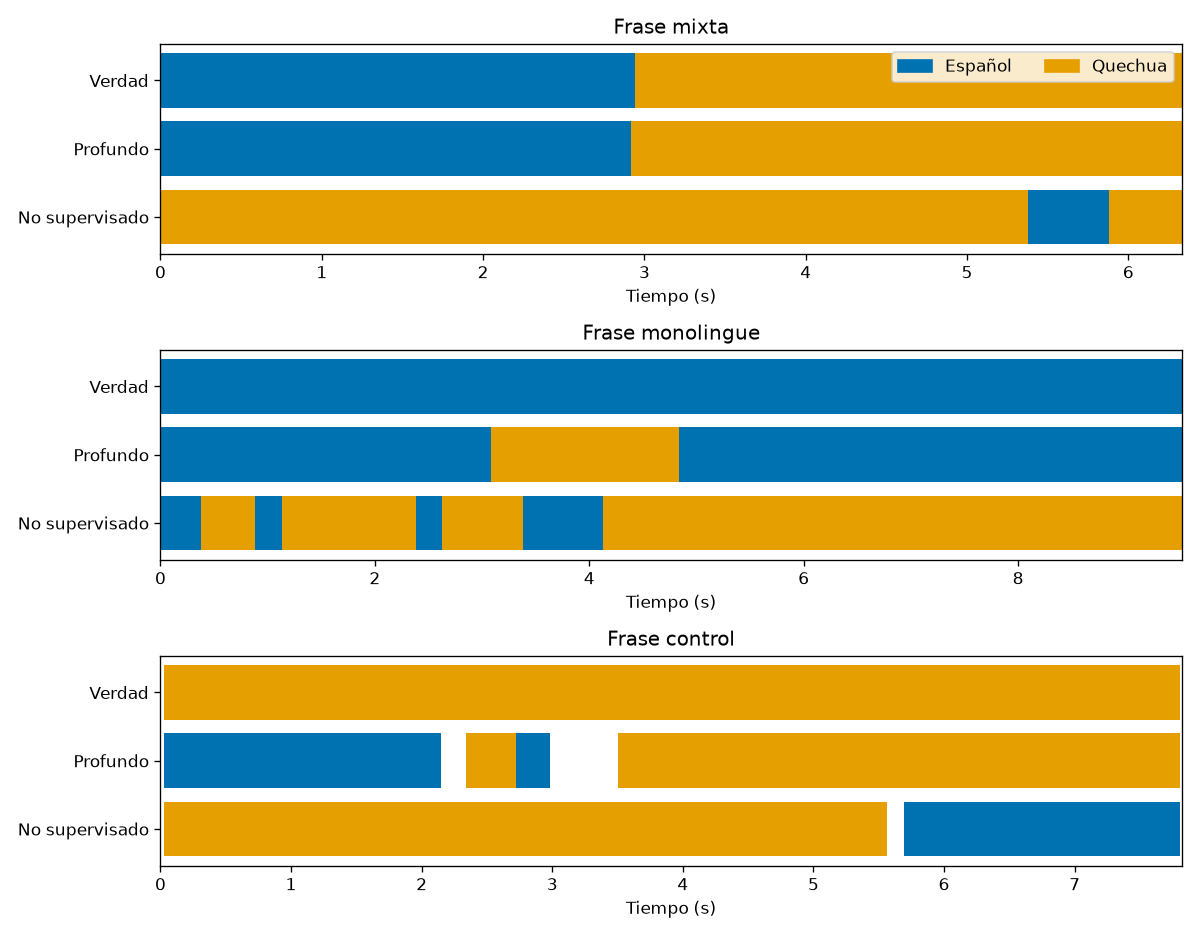 Frase mixta
Verdad
Español Quechua
Profundo
No supervisado
0 1 2 3 4 5 6
Tiempo (s)
Frase monolingue
Verdad
Profundo
No supervisado
0 2 4 6 8
Tiempo (s)
Frase control
Verdad
Profundo
No supervisado
0 1 2 3 4 5 6 7
Tiempo (s)